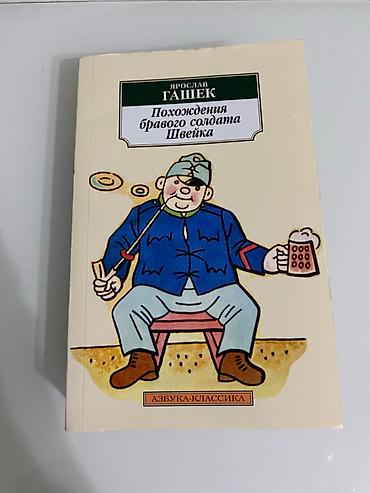 ЯРОСЛАВ
ГАШЕК
Похождения
бравого солдата
Швейка
АЗБУКА-КЛАССИКА